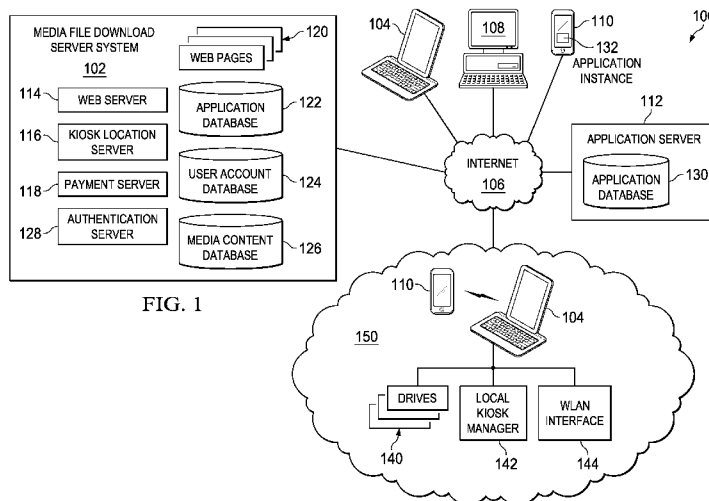 MEDIA FILE DOWNLOAD
SERVER SYSTEM
102
120
WEB PAGES
114
WEB SERVER
116
KIOSK LOCATION
SERVER
118
PAYMENT SERVER
128
AUTHENTICATION
SERVER
APPLICATION
DATABASE
122
USER ACCOUNT
DATABASE
124
MEDIA CONTENT
DATABASE
126
FIG. 1
104
108
110
132
APPLICATION
INSTANCE
112
APPLICATION SERVER
APPLICATION
DATABASE
130
INTERNET
106
110
104
150
DRIVES
140
LOCAL
KIOSK
MANAGER
142
WLAN
INTERFACE
144